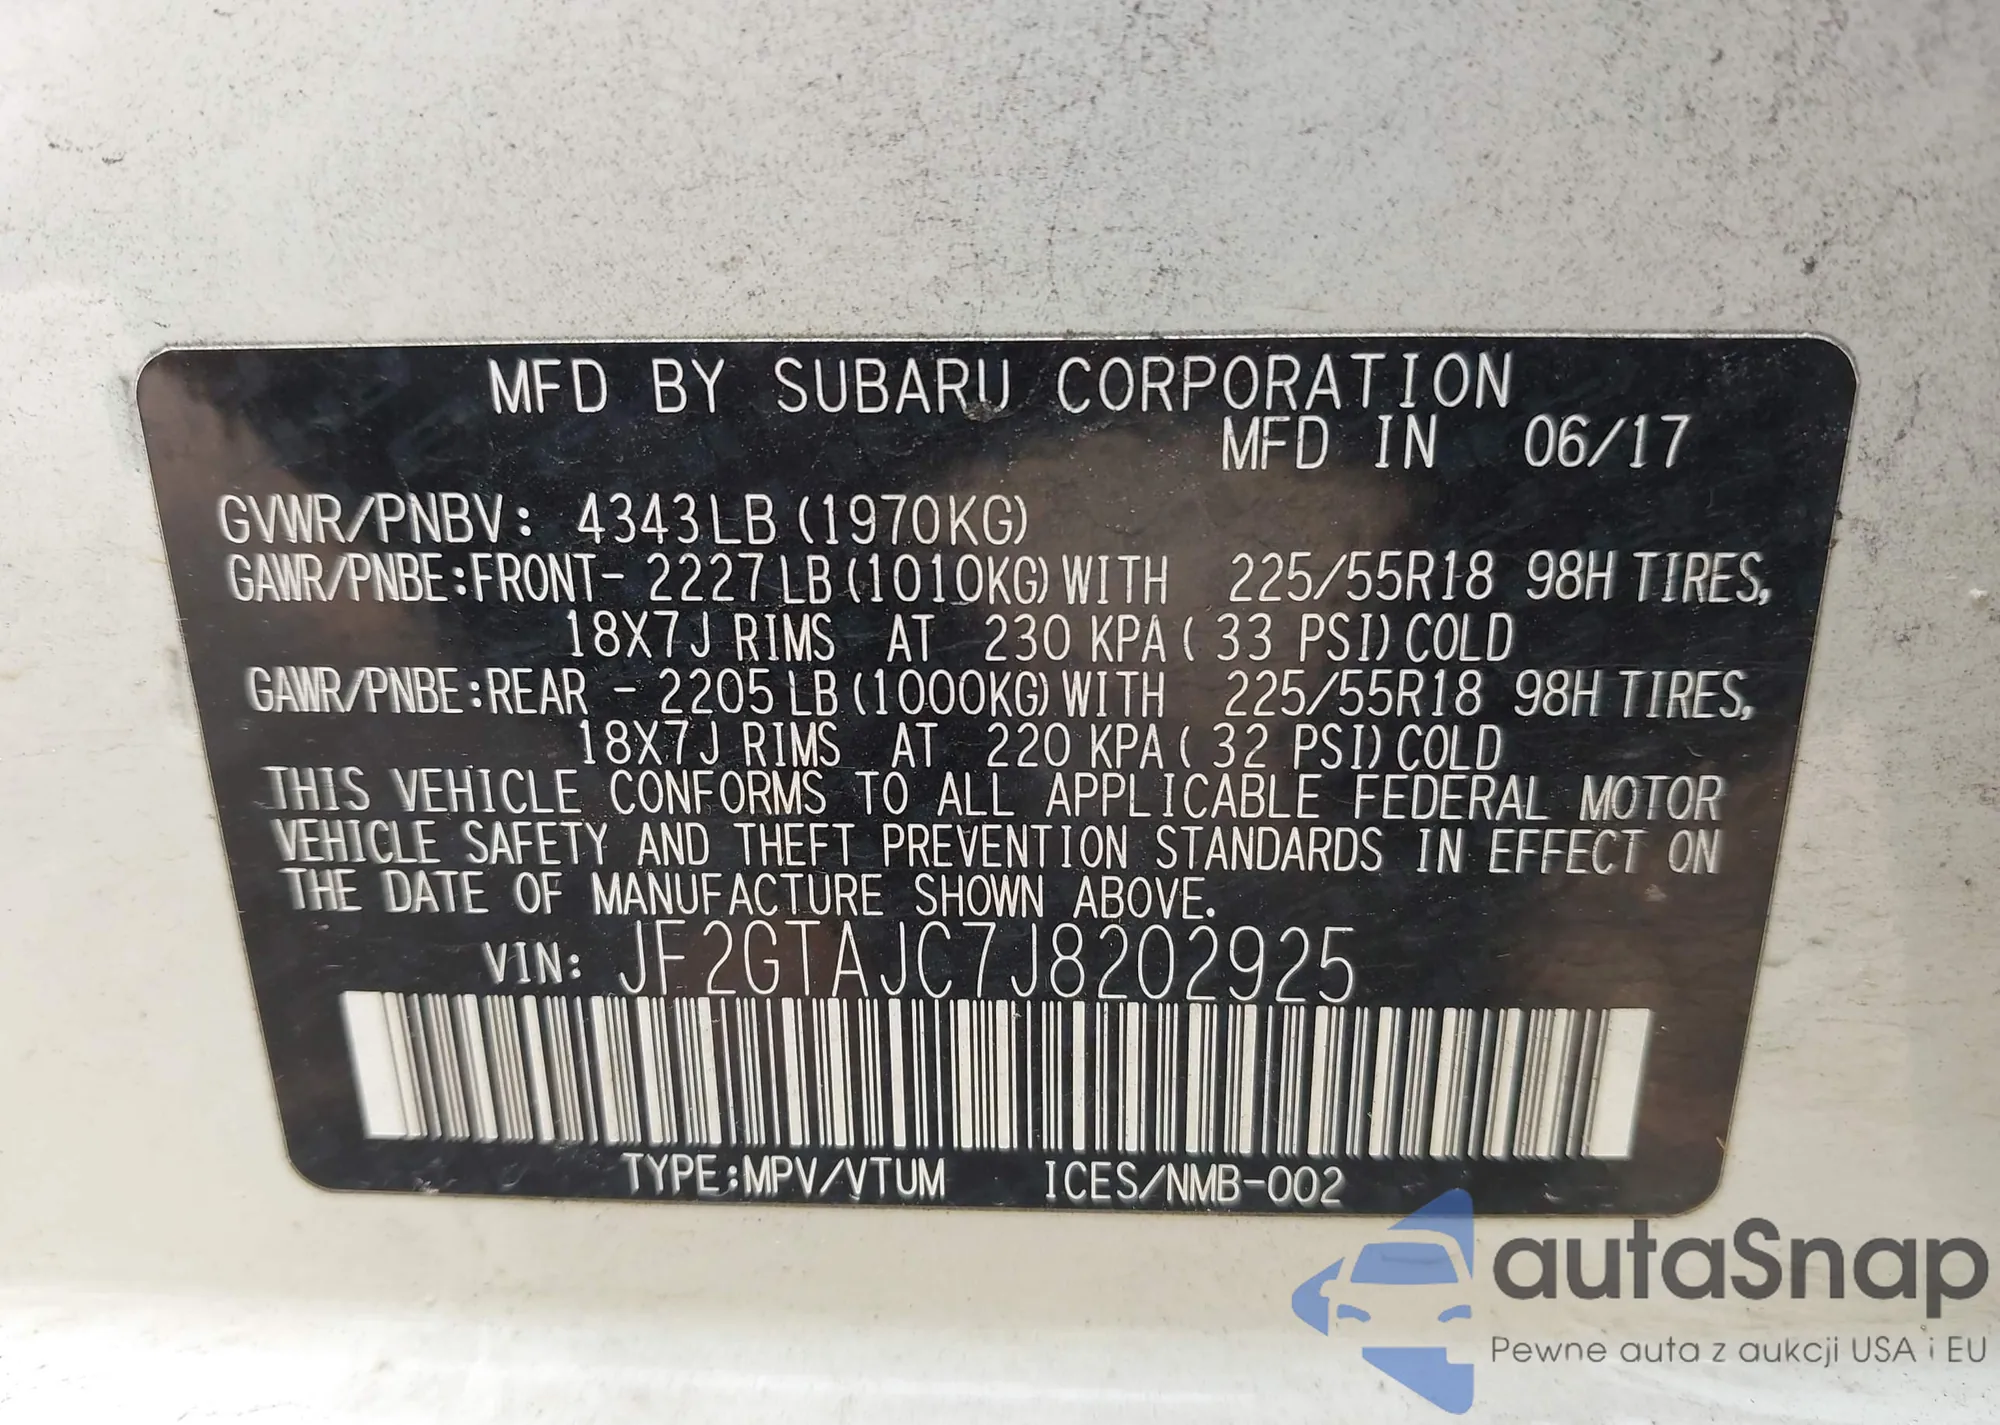 MFD BY SUBARU CORPORATION
MFD IN 06/17
GVWR/PNBV: 4343LB (1970KG)
GAWR/PNBE:FRONT- 2227LB (1010KG) WITH 225/55R18 98H TIRES,
18X7J RIMS AT 230 KPA ( 33 PSI) COLD
GAWR/PNBE:REAR - 2205LB (1000KG) WITH 225/55R18 98H TIRES,
18X7J RIMS AT 220 KPA ( 32 PSI) COLD
THIS VEHICLE CONFORMS TO ALL APPLICABLE FEDERAL MOTOR
VEHICLE SAFETY AND THEFT PREVENTION STANDARDS IN EFFECT ON
THE DATE OF MANUFACTURE SHOWN ABOVE.
VIN: JF2GTAJC7J8202925
TYPE:MPV/VTUM ICES/NMB-002
autaSnap
Pewne auta z aukcji USA i EU